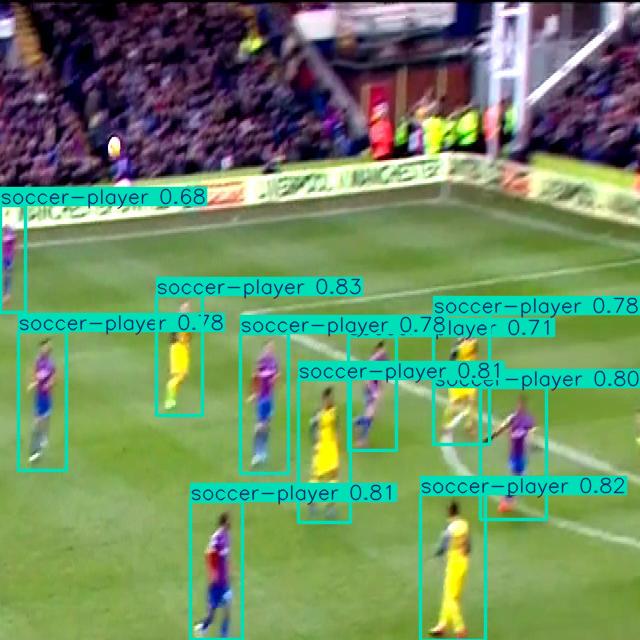 LIVERPOOL V MANCHESTER
soccer-player 0.68
soccer-player 0.83
soccer-player 0.78
soccer-player 0.78
soccer-player 0.78
player 0.71
soccer-player 0.81
soccer-player 0.80
soccer-player 0.81
soccer-player 0.82